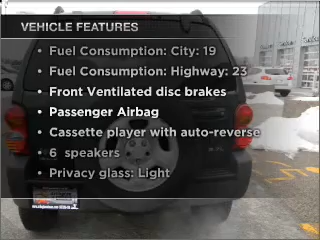 VEHICLE FEATURES
• Fuel Consumption: City: 19
• Fuel Consumption: Highway: 23
• Front Ventilated disc brakes
• Passenger Airbag
• Cassette player with auto-reverse
• 6 speakers
• Privacy glass: Light